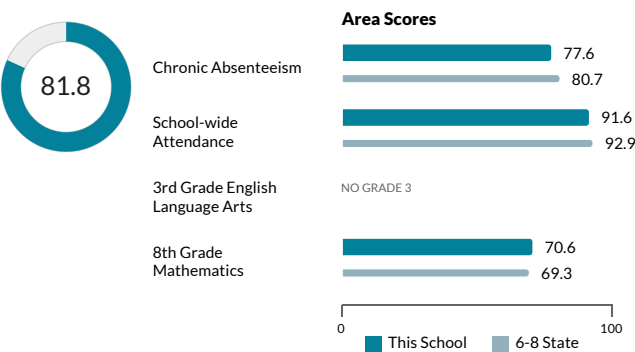 Area Scores
81.8
Chronic Absenteeism
77.6
80.7
School-wide
Attendance
91.6
92.9
3rd Grade English
Language Arts
NO GRADE 3
8th Grade
Mathematics
70.6
69.3
0 100
This School 6-8 State